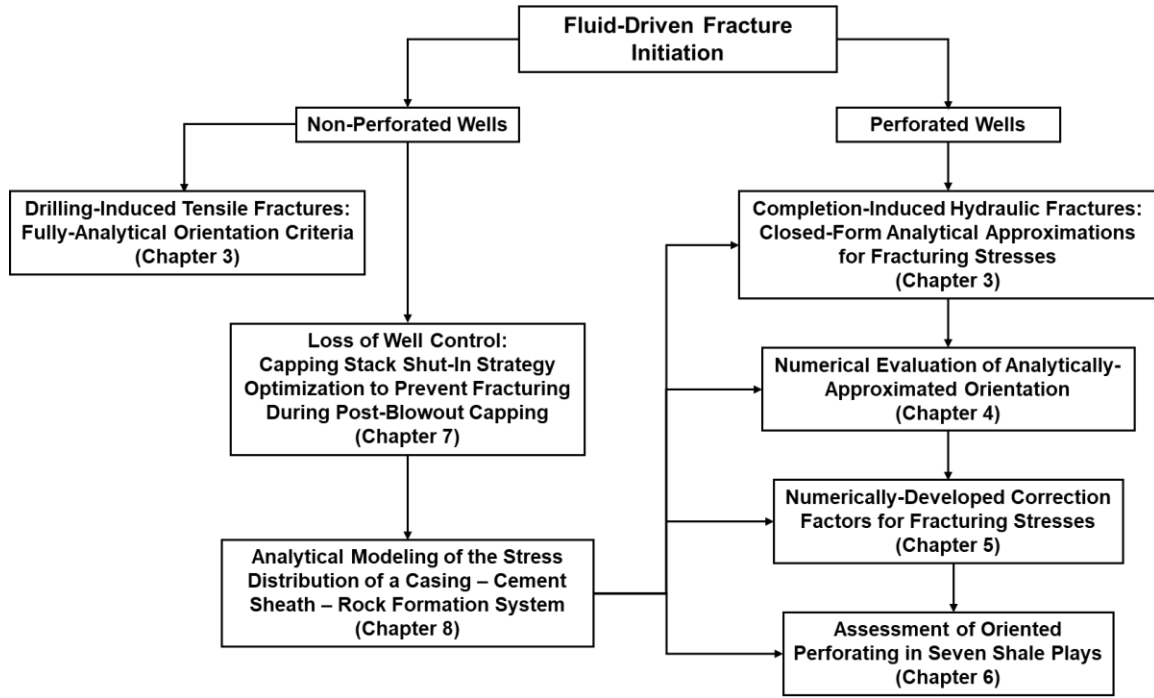 Fluid-Driven Fracture
Initiation
Non-Perforated Wells
Perforated Wells
Drilling-Induced Tensile Fractures:
Fully-Analytical Orientation Criteria
(Chapter 3)
Completion-Induced Hydraulic Fractures:
Closed-Form Analytical Approximations
for Fracturing Stresses
(Chapter 3)
Loss of Well Control:
Capping Stack Shut-In Strategy
Optimization to Prevent Fracturing
During Post-Blowout Capping
(Chapter 7)
Numerical Evaluation of Analytically-
Approximated Orientation
(Chapter 4)
Numerically-Developed Correction
Factors for Fracturing Stresses
(Chapter 5)
Analytical Modeling of the Stress
Distribution of a Casing – Cement
Sheath – Rock Formation System
(Chapter 8)
Assessment of Oriented
Perforating in Seven Shale Plays
(Chapter 6)